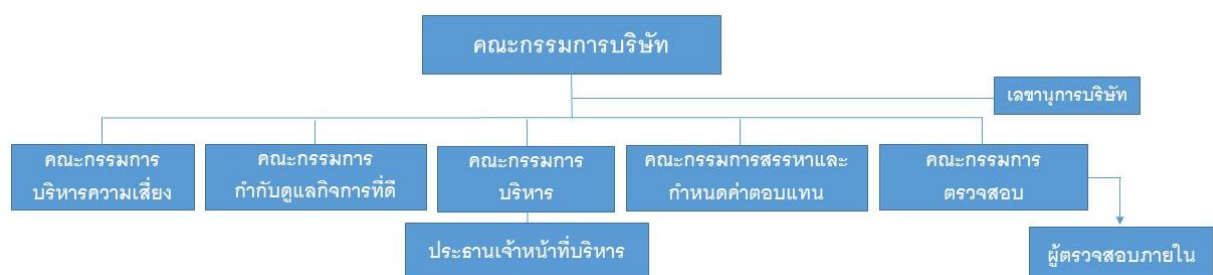 คณะกรรมการบริษัท
เลขานุการบริษัท
คณะกรรมการ
บริหารความเสี่ยง
คณะกรรมการ
กำกับดูแลกิจการที่ดี
คณะกรรมการ
บริหาร
คณะกรรมการสรรหาและ
กำหนดค่าตอบแทน
คณะกรรมการ
ตรวจสอบ
ประธานเจ้าหน้าที่บริหาร
ผู้ตรวจสอบภายใน